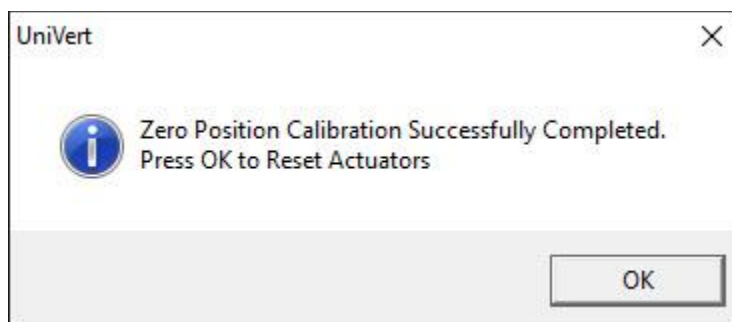 UniVert
Zero Position Calibration Successfully Completed.
Press OK to Reset Actuators
OK